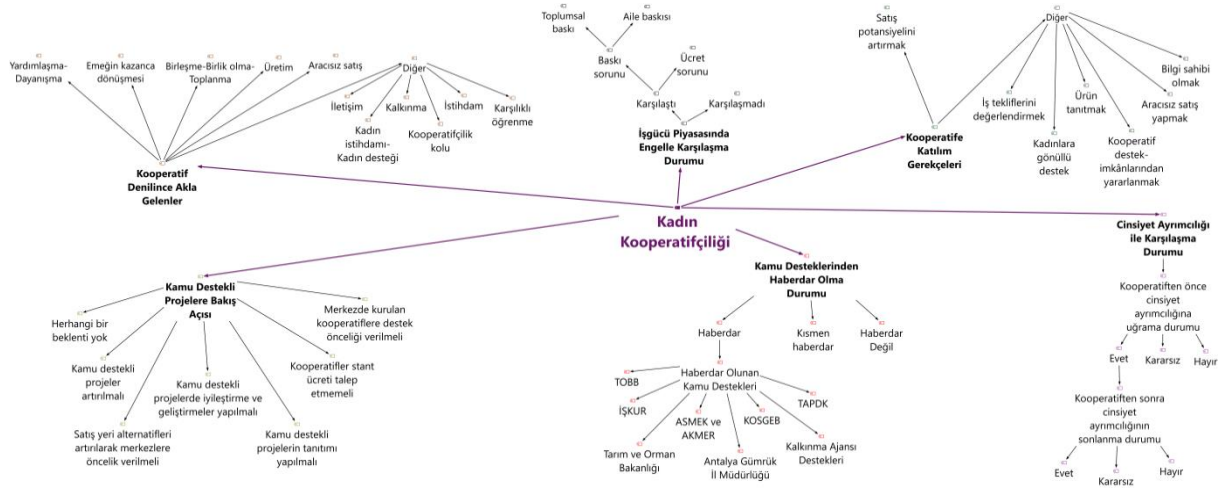 Kadın
Kooperatifçiliği
Kooperatif
Denilince Akla
Gelenler
Yardımlaşma-
Dayanışma
Emeğin kazanca
dönüşmesi
Birleşme-Birlik olma-
Toplanma
Üretim
Aracısız satış
Diğer
İletişim
Kadın
istihdamı-
Kadın desteği
Kalkınma
Kooperatifçilik
kolu
İstihdam
Karşılıklı
öğrenme
İşgücü Piyasasında
Engelle Karşılaşma
Durumu
Karşılaştı
Karşılaşmadı
Baskı
sorunu
Ücret
sorunu
Toplumsal
baskı
Aile baskısı
Kooperatife
Katılım
Gerekçeleri
Satış
potansiyelini
artırmak
Diğer
İş tekliflerini
değerlendirmek
Kadınlara
gönüllü
destek
Ürün
tanıtmak
Kooperatif
destek-
imkânlarından
yararlanmak
Aracısız satış
yapmak
Bilgi sahibi
olmak
Cinsiyet Ayrımcılığı
ile Karşılaşma
Durumu
Kooperatiften önce
cinsiyet
ayrımcılığına
uğrama durumu
Evet
Kararsız
Hayır
Kooperatiften sonra
cinsiyet
ayrımcılığının
sonlanma durumu
Evet
Kararsız
Hayır
Kamu Desteklerinden
Haberdar Olma
Durumu
Haberdar
Kısmen
haberdar
Haberdar
Değil
Haberdar Olunan
Kamu Destekleri
TOBB
İŞKUR
Tarım ve Orman
Bakanlığı
ASMEK ve
AKMER
Antalya Gümrük
İl Müdürlüğü
KOSGEB
Kalkınma Ajansı
Destekleri
TAPDK
Kamu Destekli
Projelere Bakış
Açısı
Herhangi bir
beklenti yok
Kamu destekli
projeler
artırılmalı
Satış yeri alternatifleri
artırılarak merkezlere
öncelik verilmeli
Kamu destekli
projelerde iyileştirme ve
geliştirmeler yapılmalı
Kamu destekli
projelerin tanıtımı
yapılmalı
Kooperatifler stant
ücreti talep
etmemeli
Merkezde kurulan
kooperatiflere destek
önceliği verilmeli